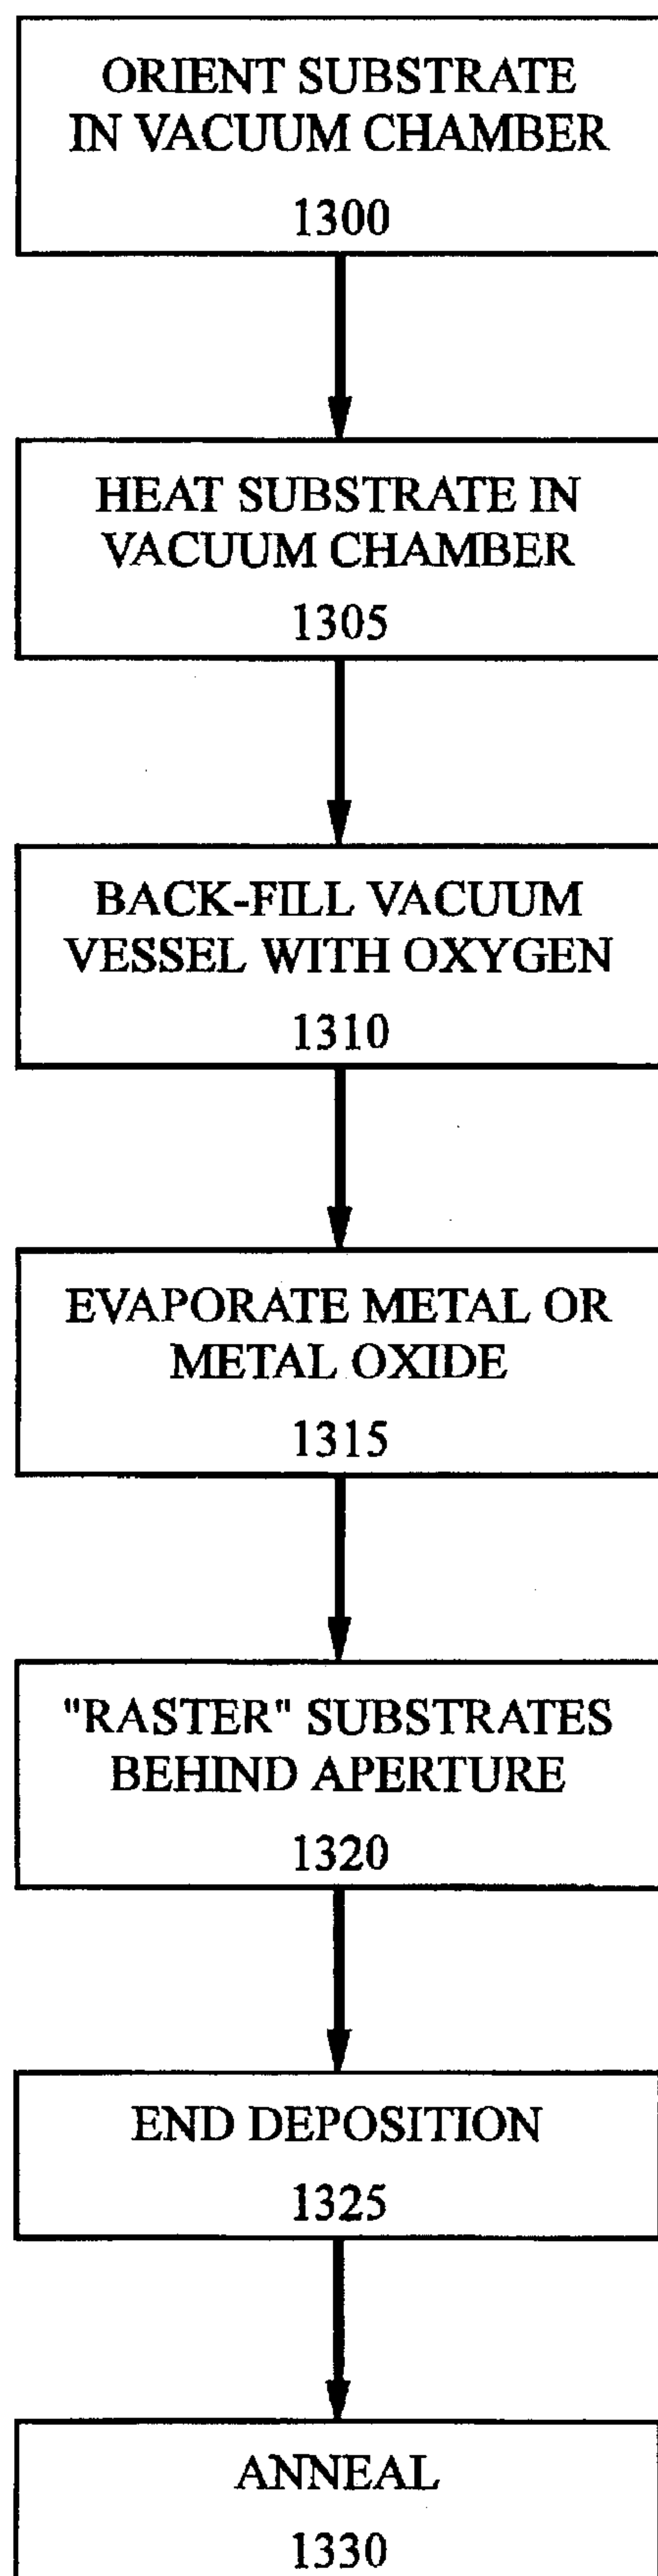 ORIENT SUBSTRATE
IN VACUUM CHAMBER
1300
HEAT SUBSTRATE IN
VACUUM CHAMBER
1305
BACK-FILL VACUUM
VESSEL WITH OXYGEN
1310
EVAPORATE METAL OR
METAL OXIDE
1315
"RASTER" SUBSTRATES
BEHIND APERTURE
1320
END DEPOSITION
1325
ANNEAL
1330